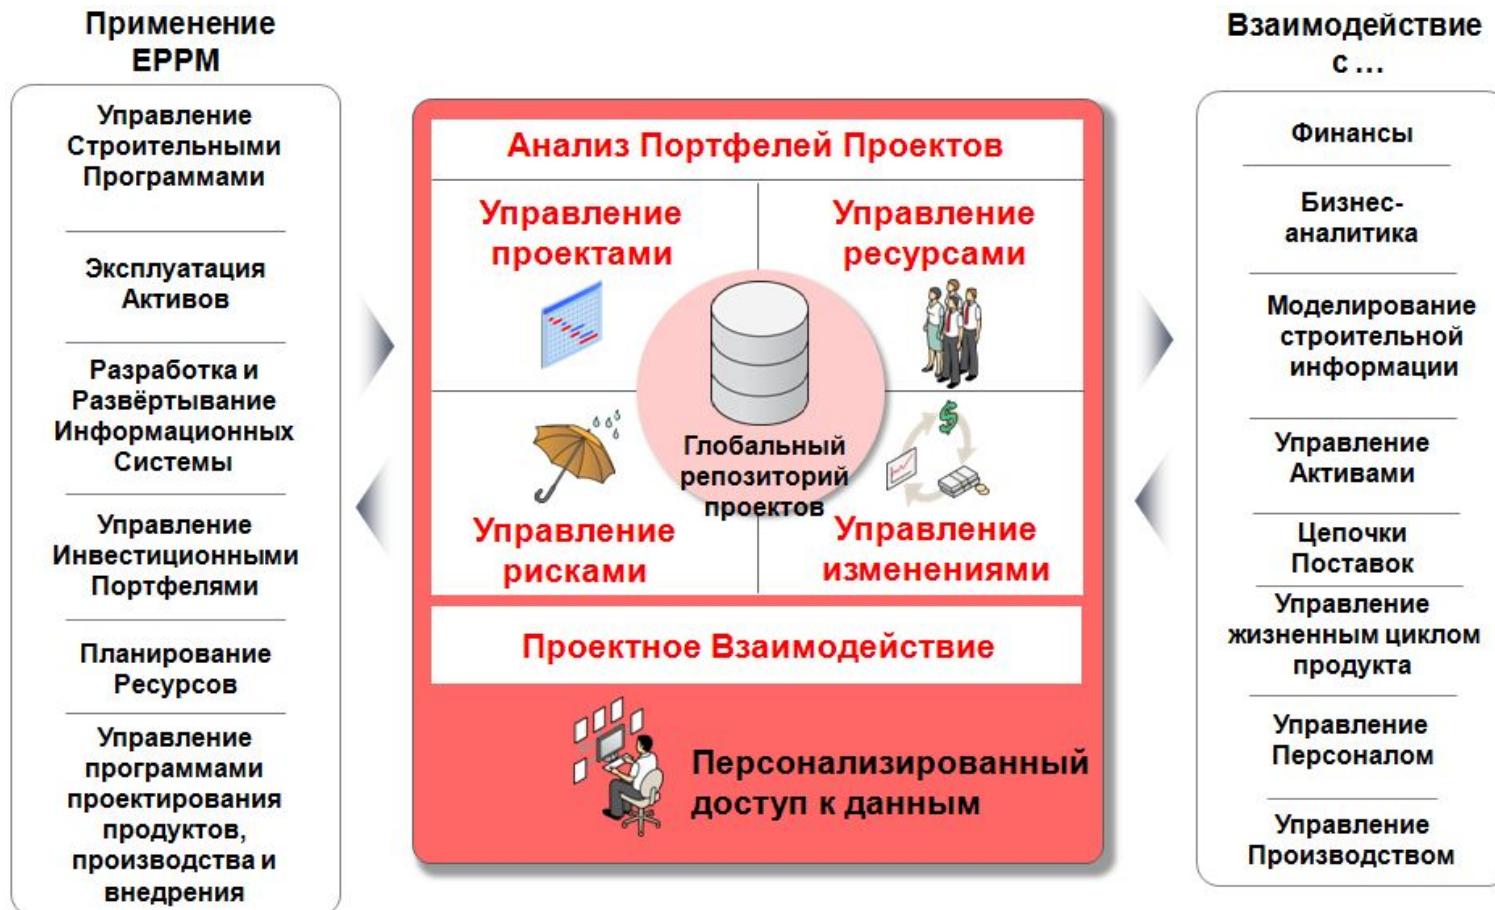 Применение
EPPM
Управление
Строительными
Программами
Эксплуатация
Активов
Разработка и
Развёртывание
Информационных
Системы
Управление
Инвестиционными
Портфелями
Планирование
Ресурсов
Управление
программами
проектирования
продуктов,
производства и
внедрения
Анализ Портфелей Проектов
Управление
проектами
Управление
ресурсами
Глобальный
репозиторий
проектов
Управление
рисками
Управление
изменениями
Проектное Взаимодействие
Персонализированный
доступ к данным
Взаимодействие
с ...
Финансы
Бизнес-
аналитика
Моделирование
строительной
информации
Управление
Активами
Цепочки
Поставок
Управление
жизненным циклом
продукта
Управление
Персоналом
Управление
Производством